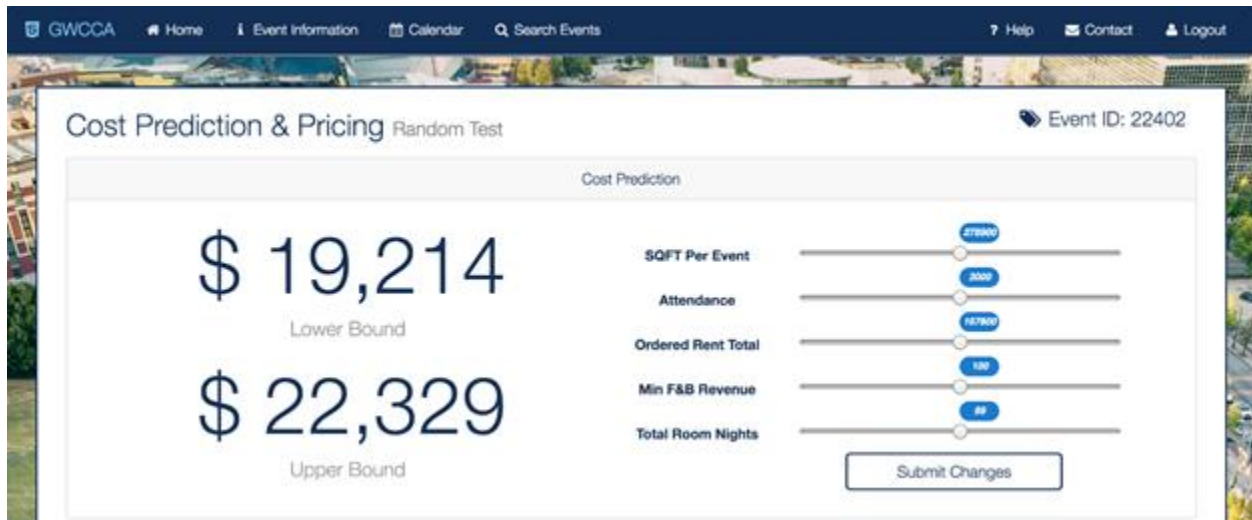 GWCCA Home Event Information Calendar Search Events ? Help Contact Logout
Cost Prediction & Pricing Random Test
Event ID: 22402
Cost Prediction
$ 19,214
Lower Bound
$ 22,329
Upper Bound
SQFT Per Event
Attendance
3000
Ordered Rent Total
Min F&B Revenue
100
Total Room Nights
Submit Changes